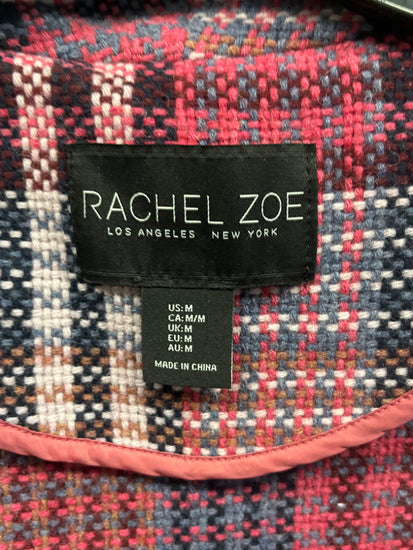 RACHEL ZOE
LOS ANGELES NEW YORK
US:M
CA:M/M
UK:M
EU:M
AU:M
MADE IN CHINA